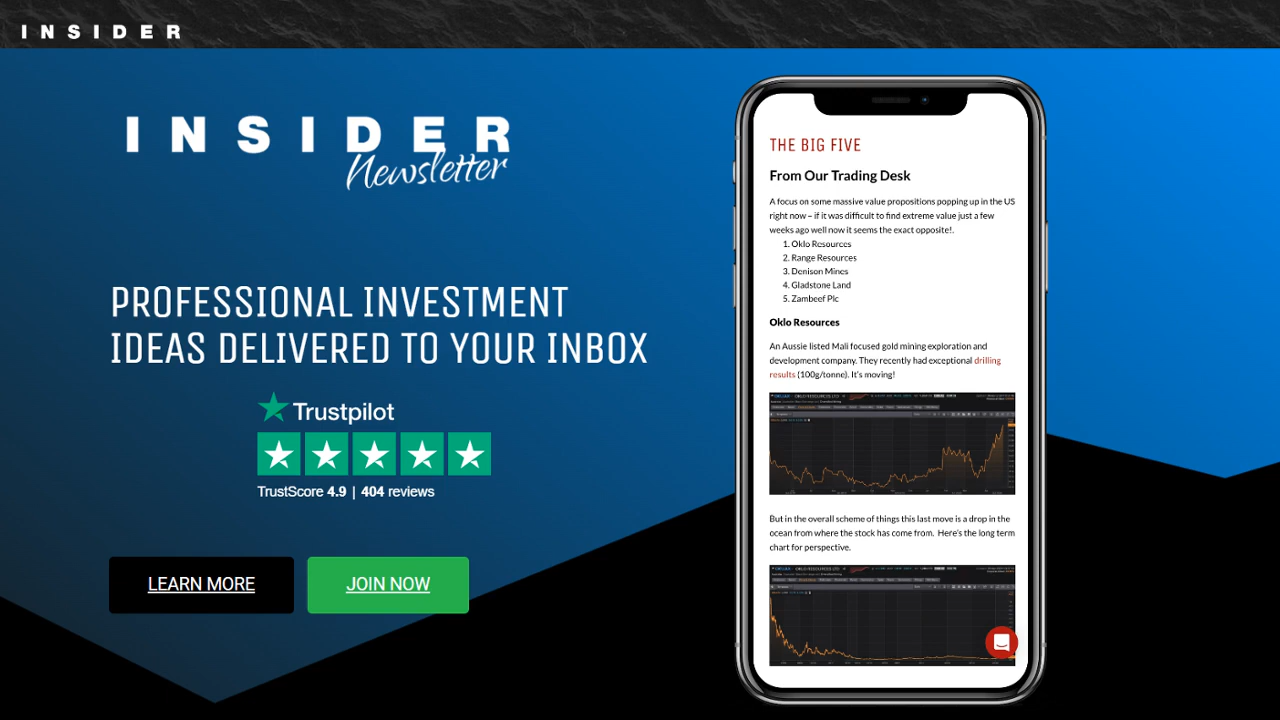 INSIDER
INSIDER
Newsletter
PROFESSIONAL INVESTMENT
IDEAS DELIVERED TO YOUR INBOX
Trustpilot
TrustScore 4.9 | 404 reviews
LEARN MORE
JOIN NOW
THE BIG FIVE
From Our Trading Desk
A focus on some massive value propositions popping up in the US
right now – if it was difficult to find extreme value just a few
weeks ago well now it seems the exact opposite!.
1. Oklo Resources
2. Range Resources
3. Denison Mines
4. Gladstone Land
5. Zambeef Plc
Oklo Resources
An Aussie listed Mali focused gold mining exploration and
development company. They recently had exceptional drilling
results (100g/tonne). It's moving!
But in the overall scheme of things this last move is a drop in the
ocean from where the stock has come from. Here's the long term
chart for perspective.